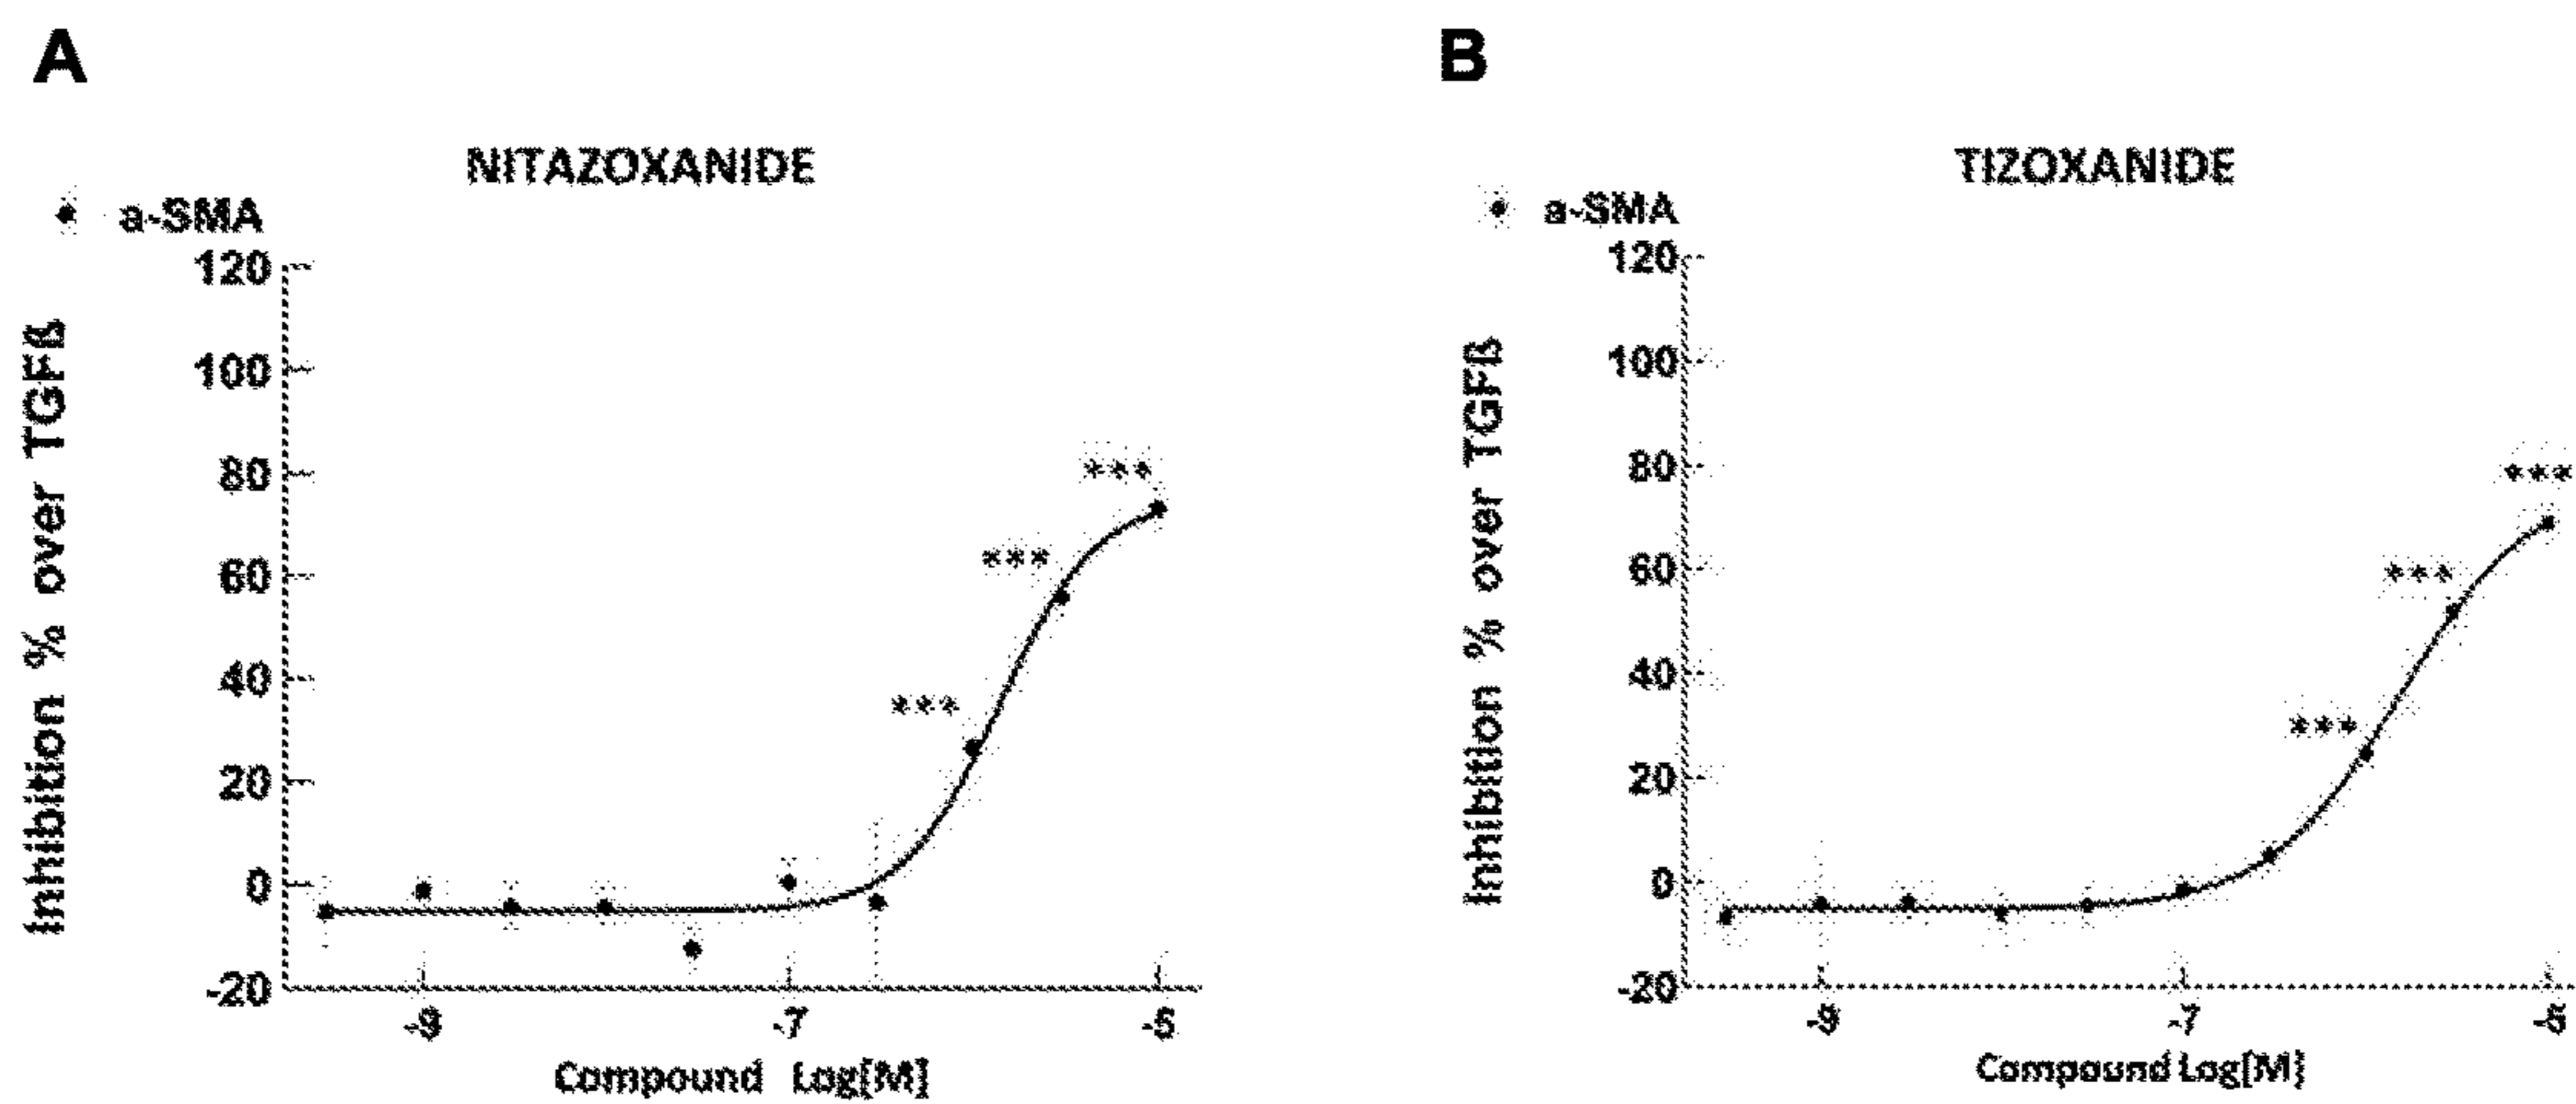 A
NITAZOXANIDE
a-SMA
Inhibition % over TGFß
120
100
80
60
40
20
0
-20
***
***
***
-9
-7
-5
Compound Log[M]
B
TIZOXANIDE
a-SMA
Inhibition % over TGFß
120
100
80
60
40
20
0
-20
***
***
***
-9
-7
-5
Compound Log[M]